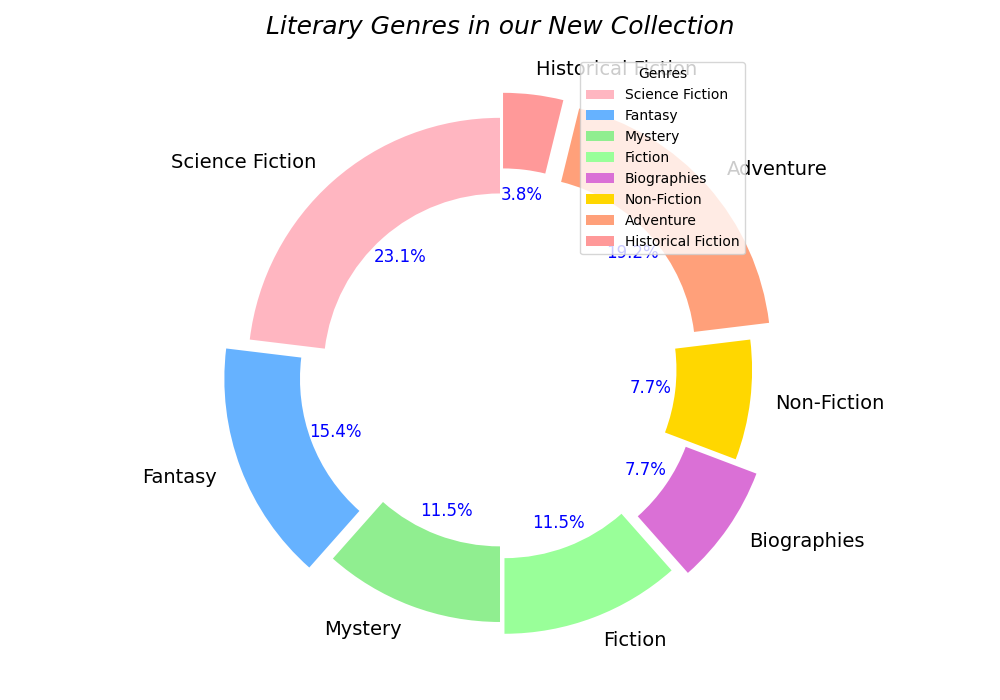 Literary Genres in our New Collection
Historical Fiction
Genres
Science Fiction
Fantasy
Mystery
Fiction
Biographies
Non-Fiction
Adventure
Historical Fiction
Science Fiction
Adventure
3.8%
23.1%
19.2%
7.7%
Non-Fiction
15.4%
7.7%
Fantasy
11.5%
11.5%
Biographies
Mystery
Fiction